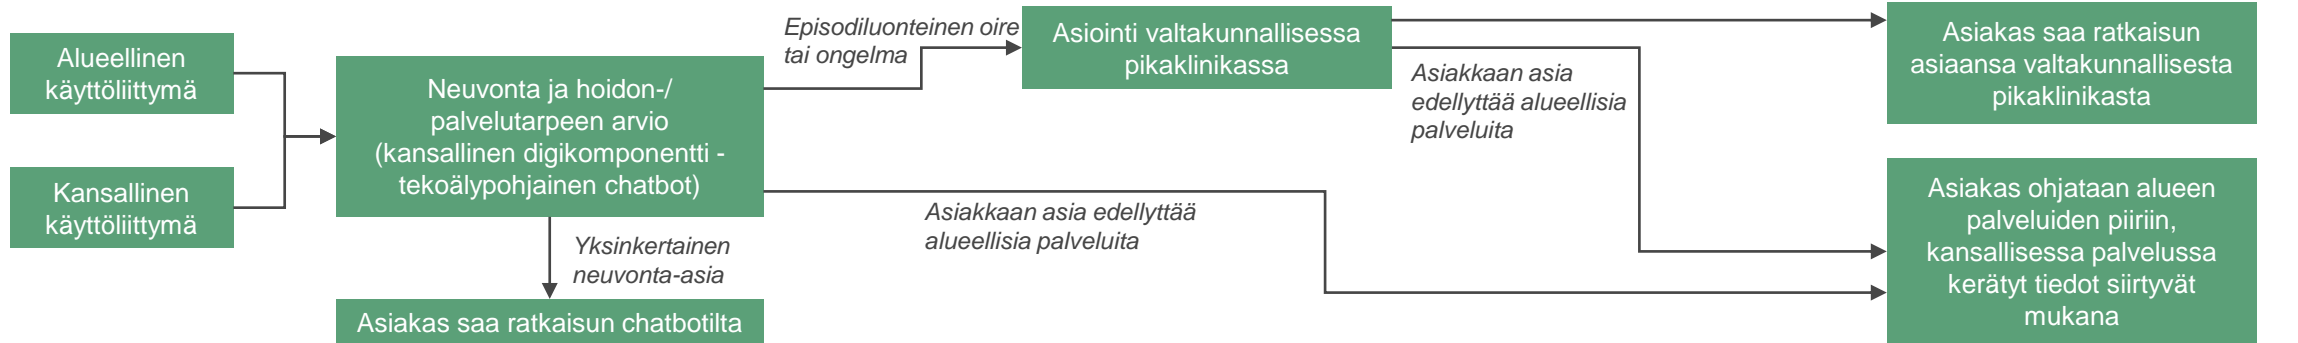 Alueellinen
käyttöliittymä
Kansallinen
käyttöliittymä
Neuvonta ja hoidon-/
palvelutarpeen arvio
(kansallinen digikomponentti -
tekoälypohjainen chatbot)
Yksinkertainen
neuvonta-asia
Asiakas saa ratkaisun chatbotilta
Episodiluonteinen oire
tai ongelma
Asiakkaan asia edellyttää
alueellisia palveluita
Asiointi valtakunnallisessa
pikaklinikassa
Asiakkaan asia
edellyttää alueellisia
palveluita
Asiakas saa ratkaisun
asiaansa valtakunnallisesta
pikaklinikasta
Asiakas ohjataan alueen
palveluiden piiriin,
kansallisessa palvelussa
kerätyt tiedot siirtyvät
mukana